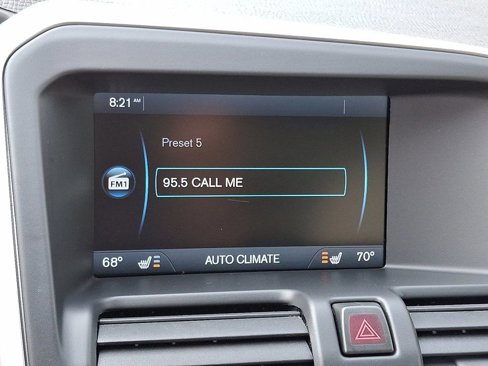 8:21 AM
Preset 5
FM1
95.5 CALL ME
68° AUTO CLIMATE 70°